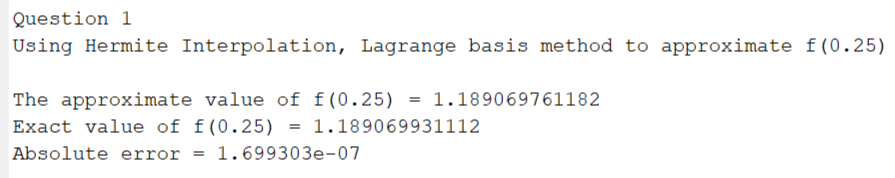 Question 1
Using Hermite Interpolation, Lagrange basis method to approximate f(0.25)
The approximate value of f(0.25) = 1.189069761182
Exact value of f(0.25) = 1.189069931112
Absolute error = 1.699303e-07